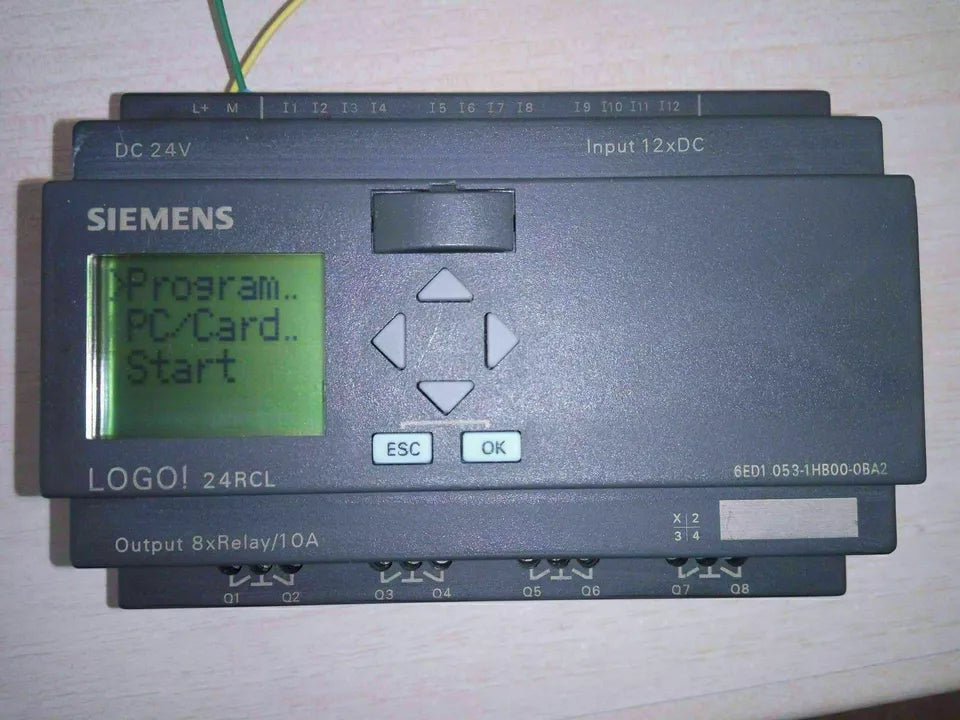 L+ M I1 I2 I3 I4 I5 I6 I7 I8 I9 I10 I11 I12
DC 24V Input 12xDC
SIEMENS
>Program..
PC/Card..
Start
ESC OK
LOGO! 24RCL
6ED1 053-1HB00-0BA2
X 2
3 4
Output 8xRelay/10A
Q1 Q2 Q3 Q4 Q5 Q6 Q7 Q8